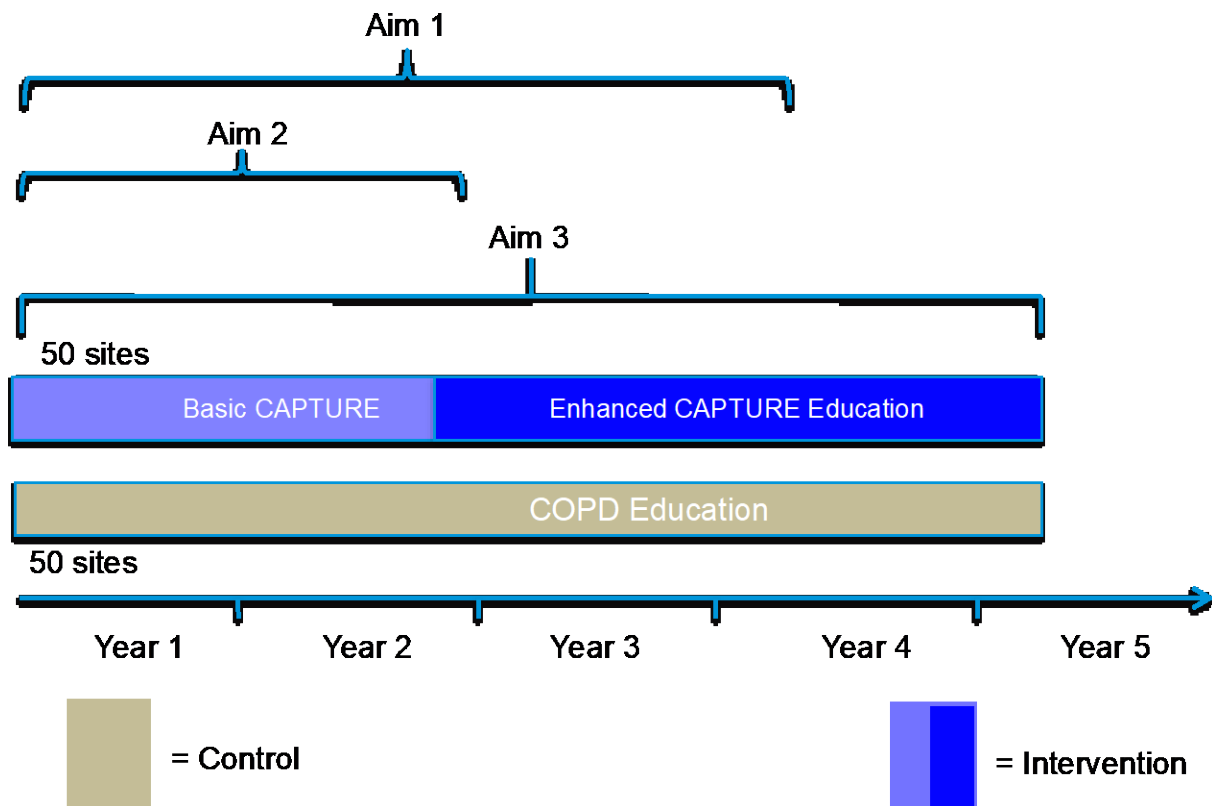 Aim 1
Aim 2
Aim 3
50 sites
Basic CAPTURE
Enhanced CAPTURE Education
COPD Education
50 sites
Year 1
Year 2
Year 3
Year 4
Year 5
= Control
= Intervention